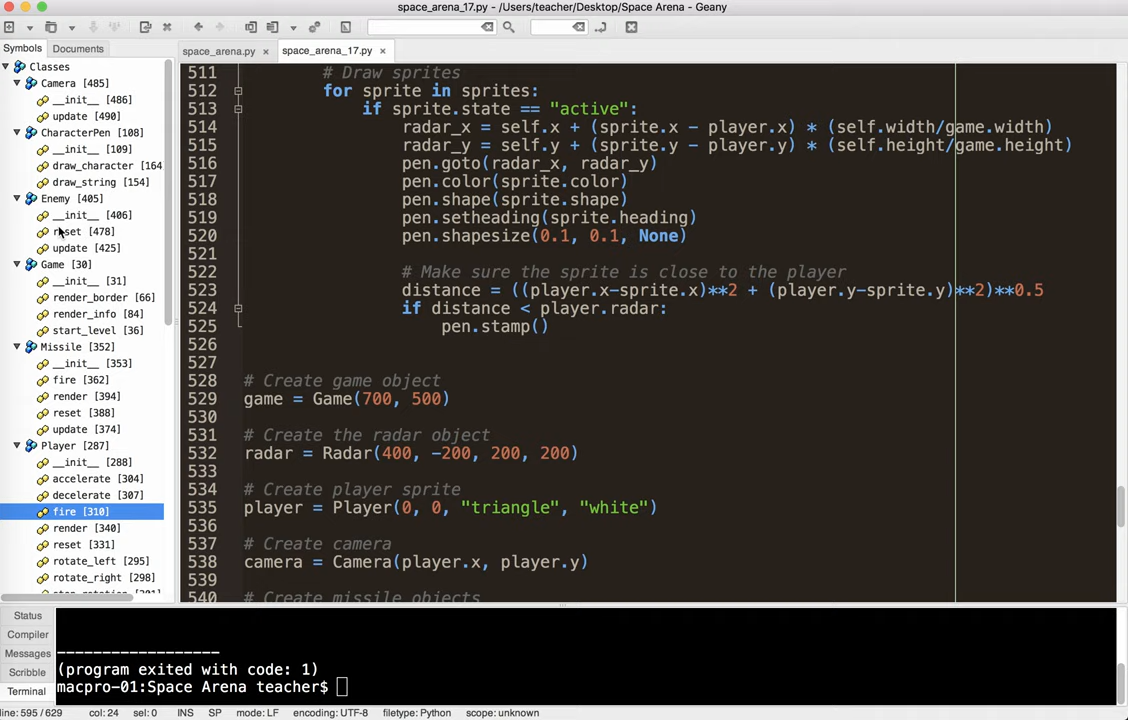 space_arena_17.py - /Users/teacher/Desktop/Space Arena - Geany
Symbols Documents
space_arena.py × space_arena_17.py ×
Classes
Camera [485]
__init__ [486]
update [490]
CharacterPen [108]
__init__ [109]
draw_character [164
draw_string [154]
Enemy [405]
__init__ [406]
reset [478]
update [425]
Game [30]
__init__ [31]
render_border [66]
render_info [84]
start_level [36]
Missile [352]
__init__ [353]
fire [362]
render [394]
reset [388]
update [374]
Player [287]
__init__ [288]
accelerate [304]
decelerate [307]
fire [310]
render [340]
reset [331]
rotate_left [295]
rotate_right [298]
511 # Draw sprites
512 for sprite in sprites:
513 if sprite.state == "active":
514 radar_x = self.x + (sprite.x - player.x) * (self.width/game.width)
515 radar_y = self.y + (sprite.y - player.y) * (self.height/game.height)
516 pen.goto(radar_x, radar_y)
517 pen.color(sprite.color)
518 pen.shape(sprite.shape)
519 pen.setheading(sprite.heading)
520 pen.shapesize(0.1, 0.1, None)
521
522 # Make sure the sprite is close to the player
523 distance = ((player.x-sprite.x)**2 + (player.y-sprite.y)**2)**0.5
524 if distance < player.radar:
525 pen.stamp()
526
527
528 # Create game object
529 game = Game(700, 500)
530
531 # Create the radar object
532 radar = Radar(400, -200, 200, 200)
533
534 # Create player sprite
535 player = Player(0, 0, "triangle", "white")
536
537 # Create camera
538 camera = Camera(player.x, player.y)
539
540 # Create missile objects
Status
Compiler
Messages
Scribble
Terminal
------------------
(program exited with code: 1)
macpro-01:Space Arena teacher$
line: 595 / 629 col: 24 sel: 0 INS SP mode: LF encoding: UTF-8 filetype: Python scope: unknown